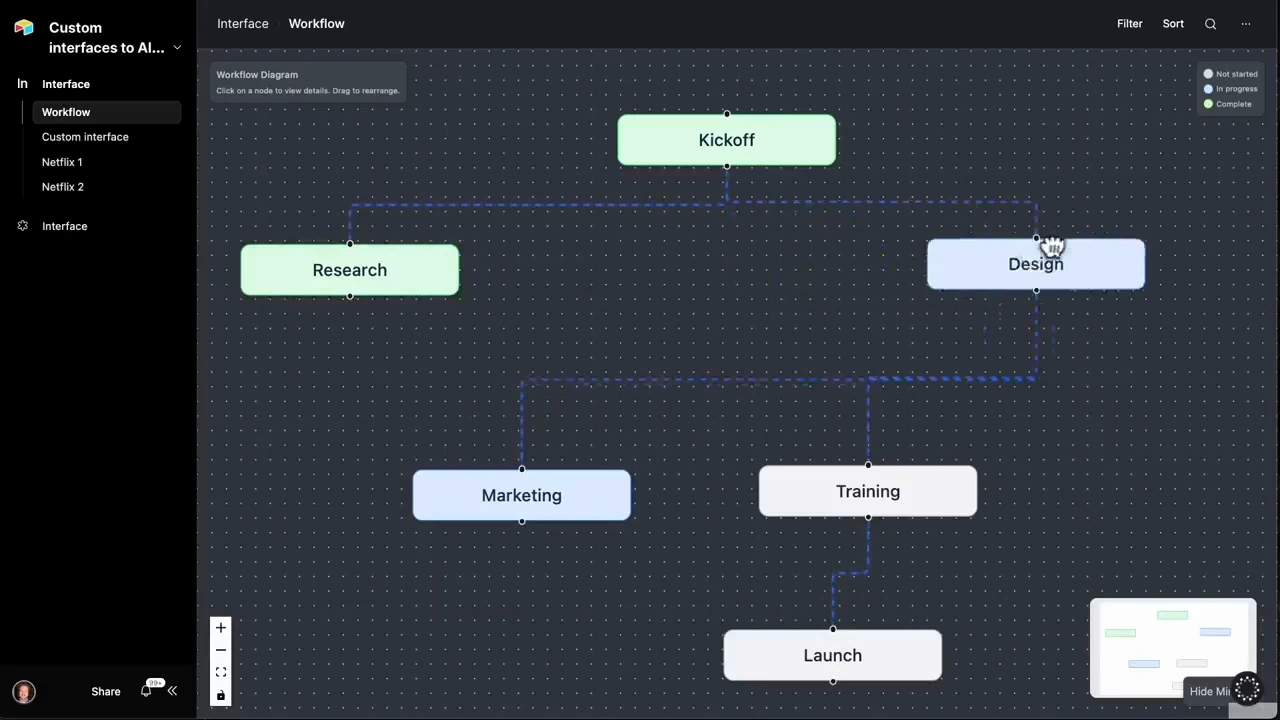 Custom
interfaces to AI...
Interface
Workflow
Filter
Sort
In
Interface
Workflow
Custom interface
Netflix 1
Netflix 2
Interface
Workflow Diagram
Click on a node to view details. Drag to rearrange.
Not started
In progress
Complete
Kickoff
Research
Design
Marketing
Training
Launch
Share
99+
Hide Mi